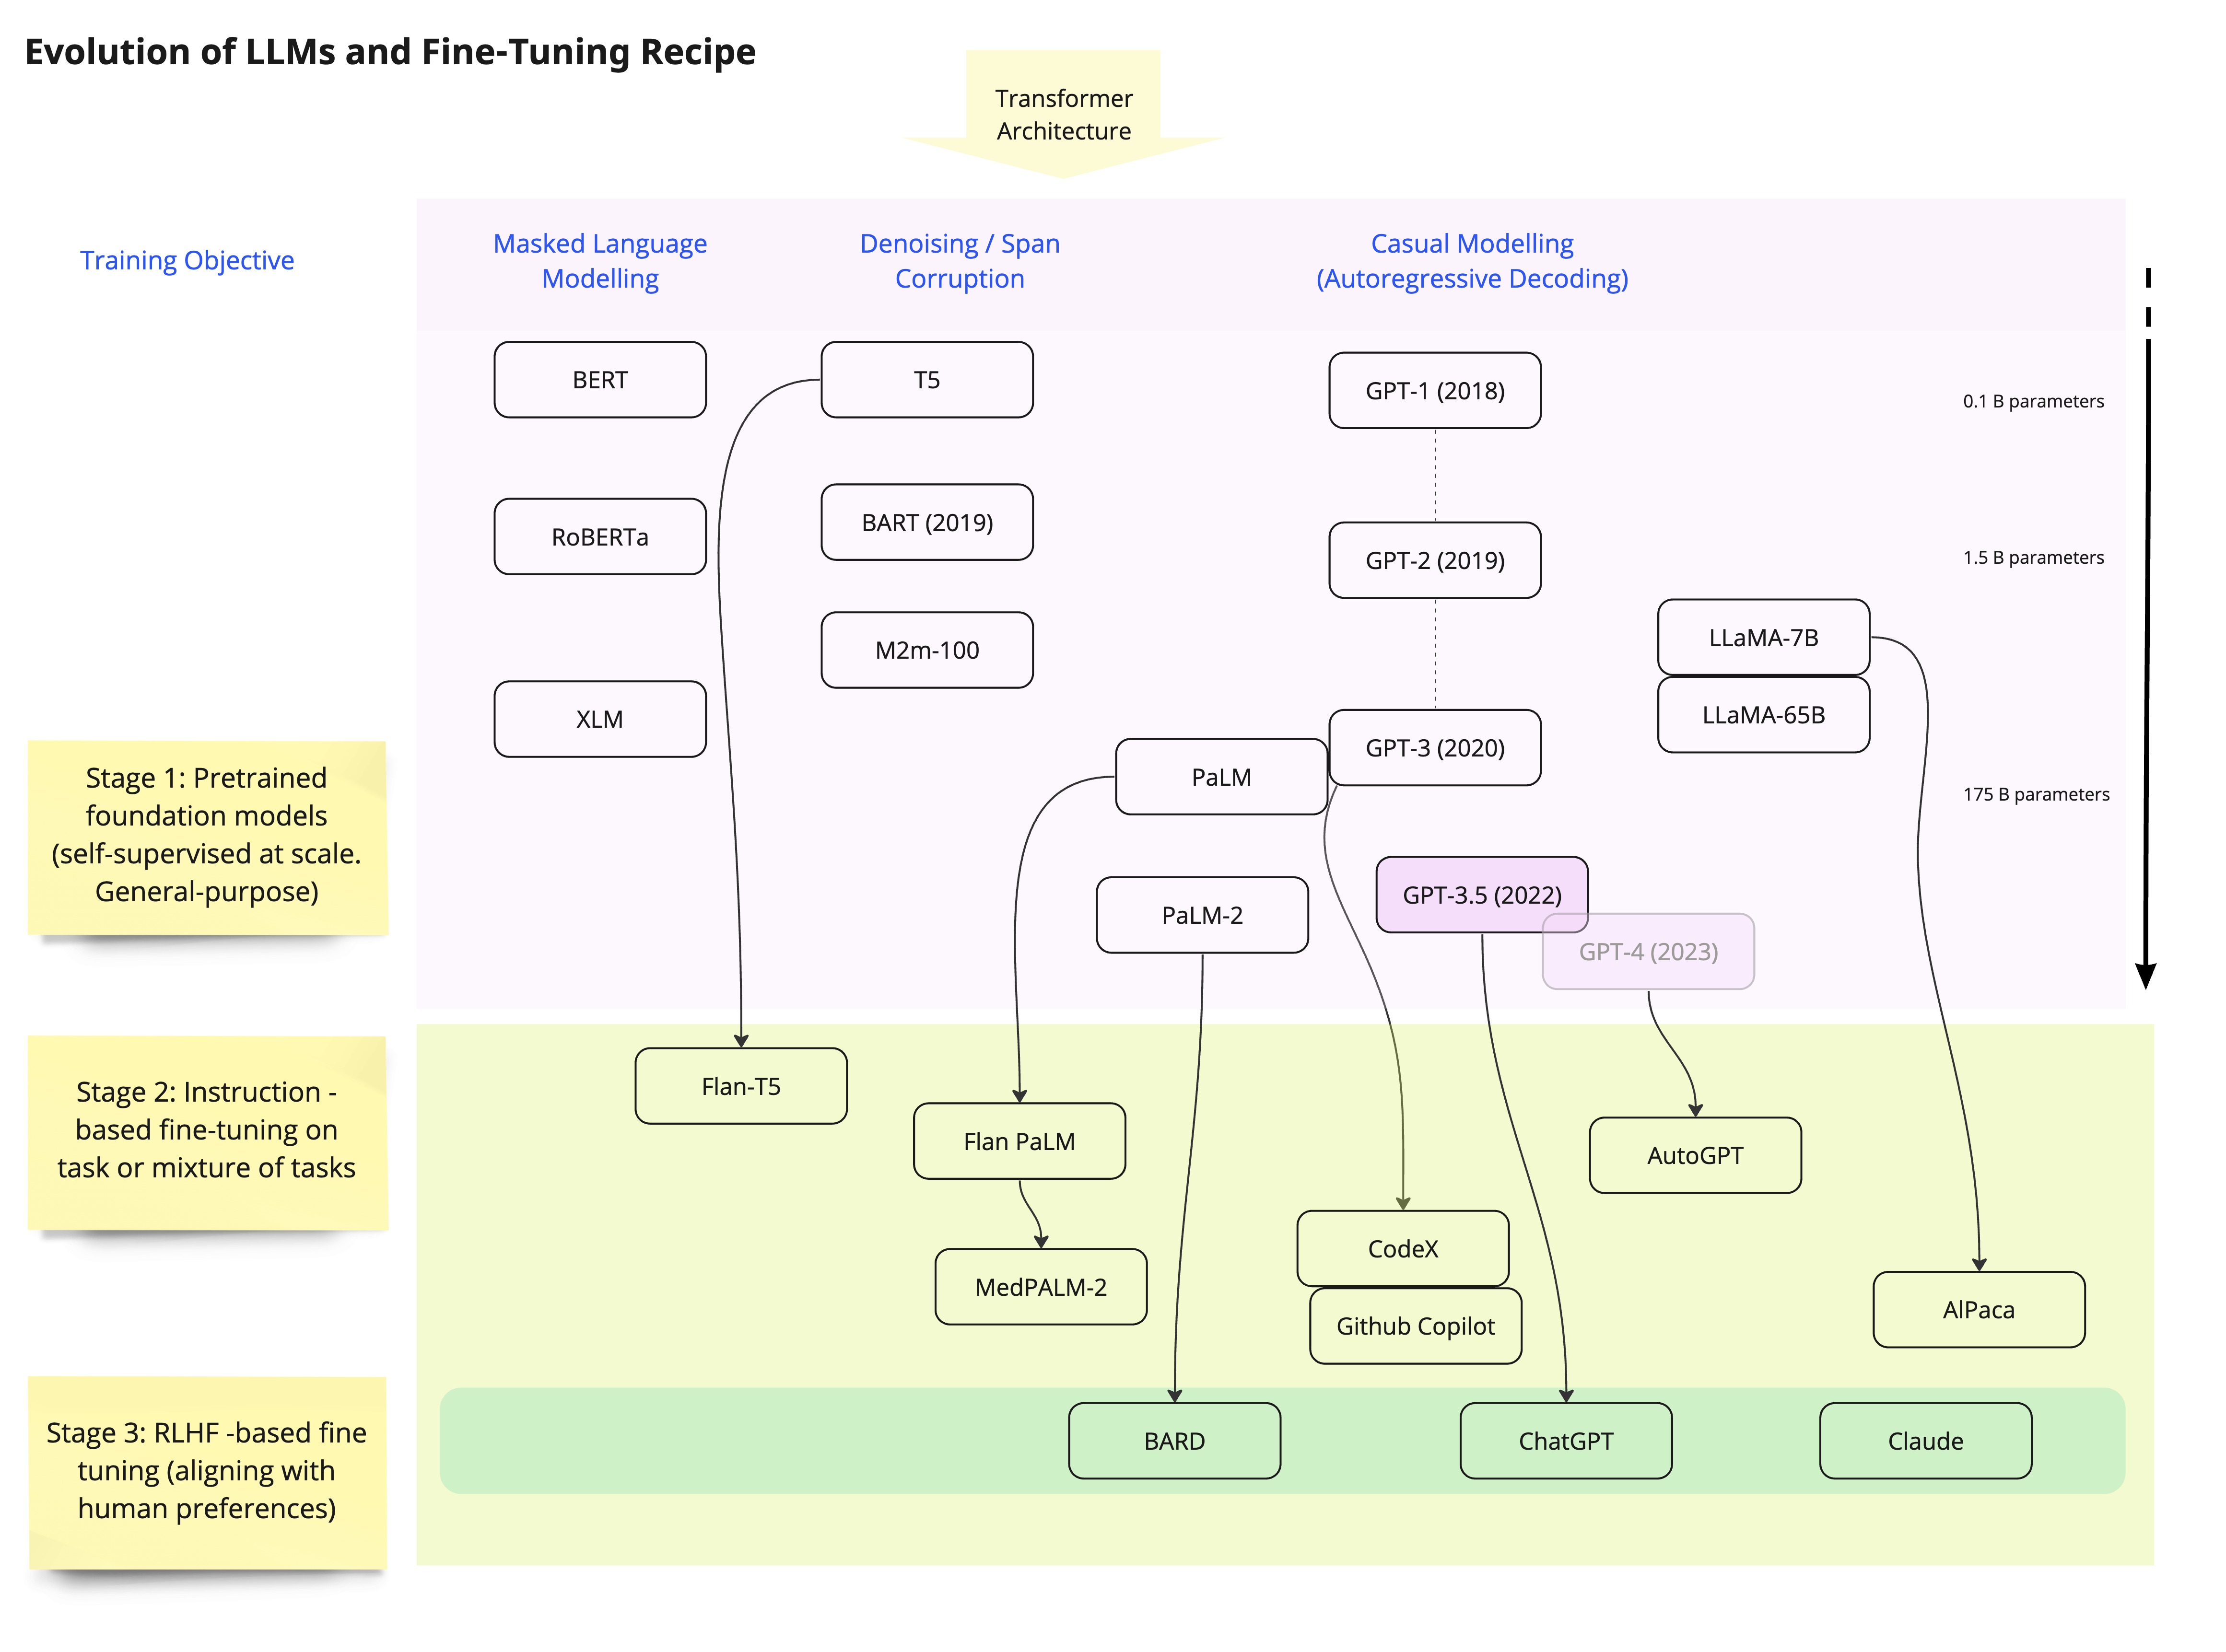 Evolution of LLMs and Fine-Tuning Recipe
Transformer
Architecture
Training Objective
Masked Language
Modelling
Denoising / Span
Corruption
Casual Modelling
(Autoregressive Decoding)
BERT
T5
GPT-1 (2018)
0.1 B parameters
RoBERTa
BART (2019)
GPT-2 (2019)
1.5 B parameters
M2m-100
LLaMA-7B
XLM
LLaMA-65B
PaLM
GPT-3 (2020)
175 B parameters
Stage 1: Pretrained
foundation models
(self-supervised at scale.
General-purpose)
PaLM-2
GPT-3.5 (2022)
GPT-4 (2023)
Stage 2: Instruction -
based fine-tuning on
task or mixture of tasks
Flan-T5
Flan PaLM
AutoGPT
MedPALM-2
CodeX
Github Copilot
AlPaca
Stage 3: RLHF -based fine
tuning (aligning with
human preferences)
BARD
ChatGPT
Claude